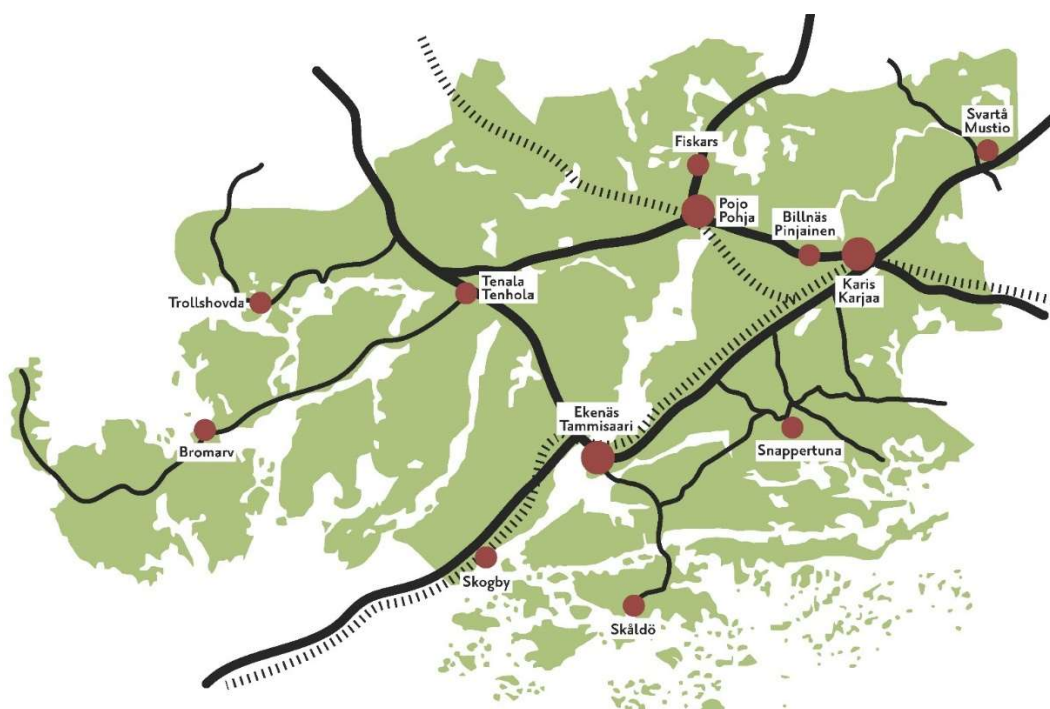 Svartå
Mustio
Fiskars
Pojo
Pohja
Billnäs
Pinjainen
Karis
Karjaa
Tenala
Tenhola
Trollshovda
Ekenäs
Tammisaari
Bromarv
Snappertuna
Skogby
Skåldö